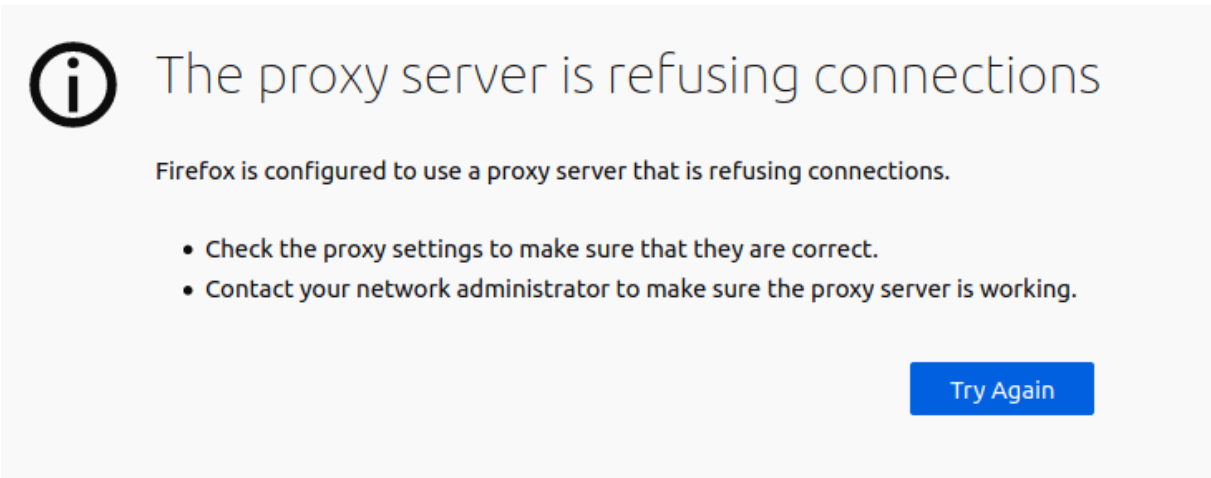 The proxy server is refusing connections
Firefox is configured to use a proxy server that is refusing connections.
• Check the proxy settings to make sure that they are correct.
• Contact your network administrator to make sure the proxy server is working.
Try Again